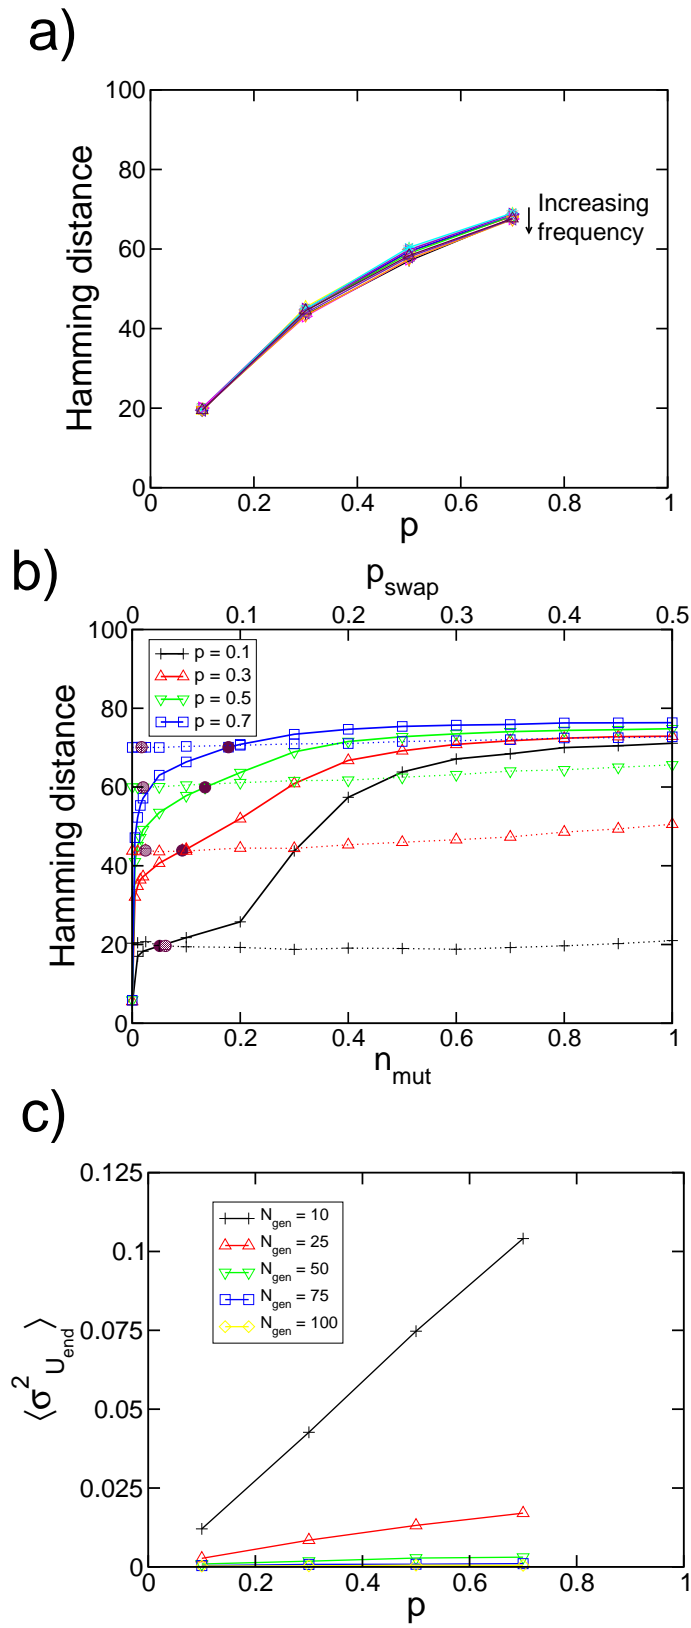 a)
100
80
60
40
20
0
Hamming distance
Increasing
frequency
0
0.2
0.4
0.6
0.8
1
p
b)
p_swap
0
0.1
0.2
0.3
0.4
0.5
100
80
60
40
20
0
Hamming distance
p = 0.1
p = 0.3
p = 0.5
p = 0.7
0
0.2
0.4
0.6
0.8
1
n_mut
c)
0.125
0.1
0.075
0.05
0.025
0
⟨σ²_U_end⟩
N_gen = 10
N_gen = 25
N_gen = 50
N_gen = 75
N_gen = 100
0
0.2
0.4
0.6
0.8
1
p